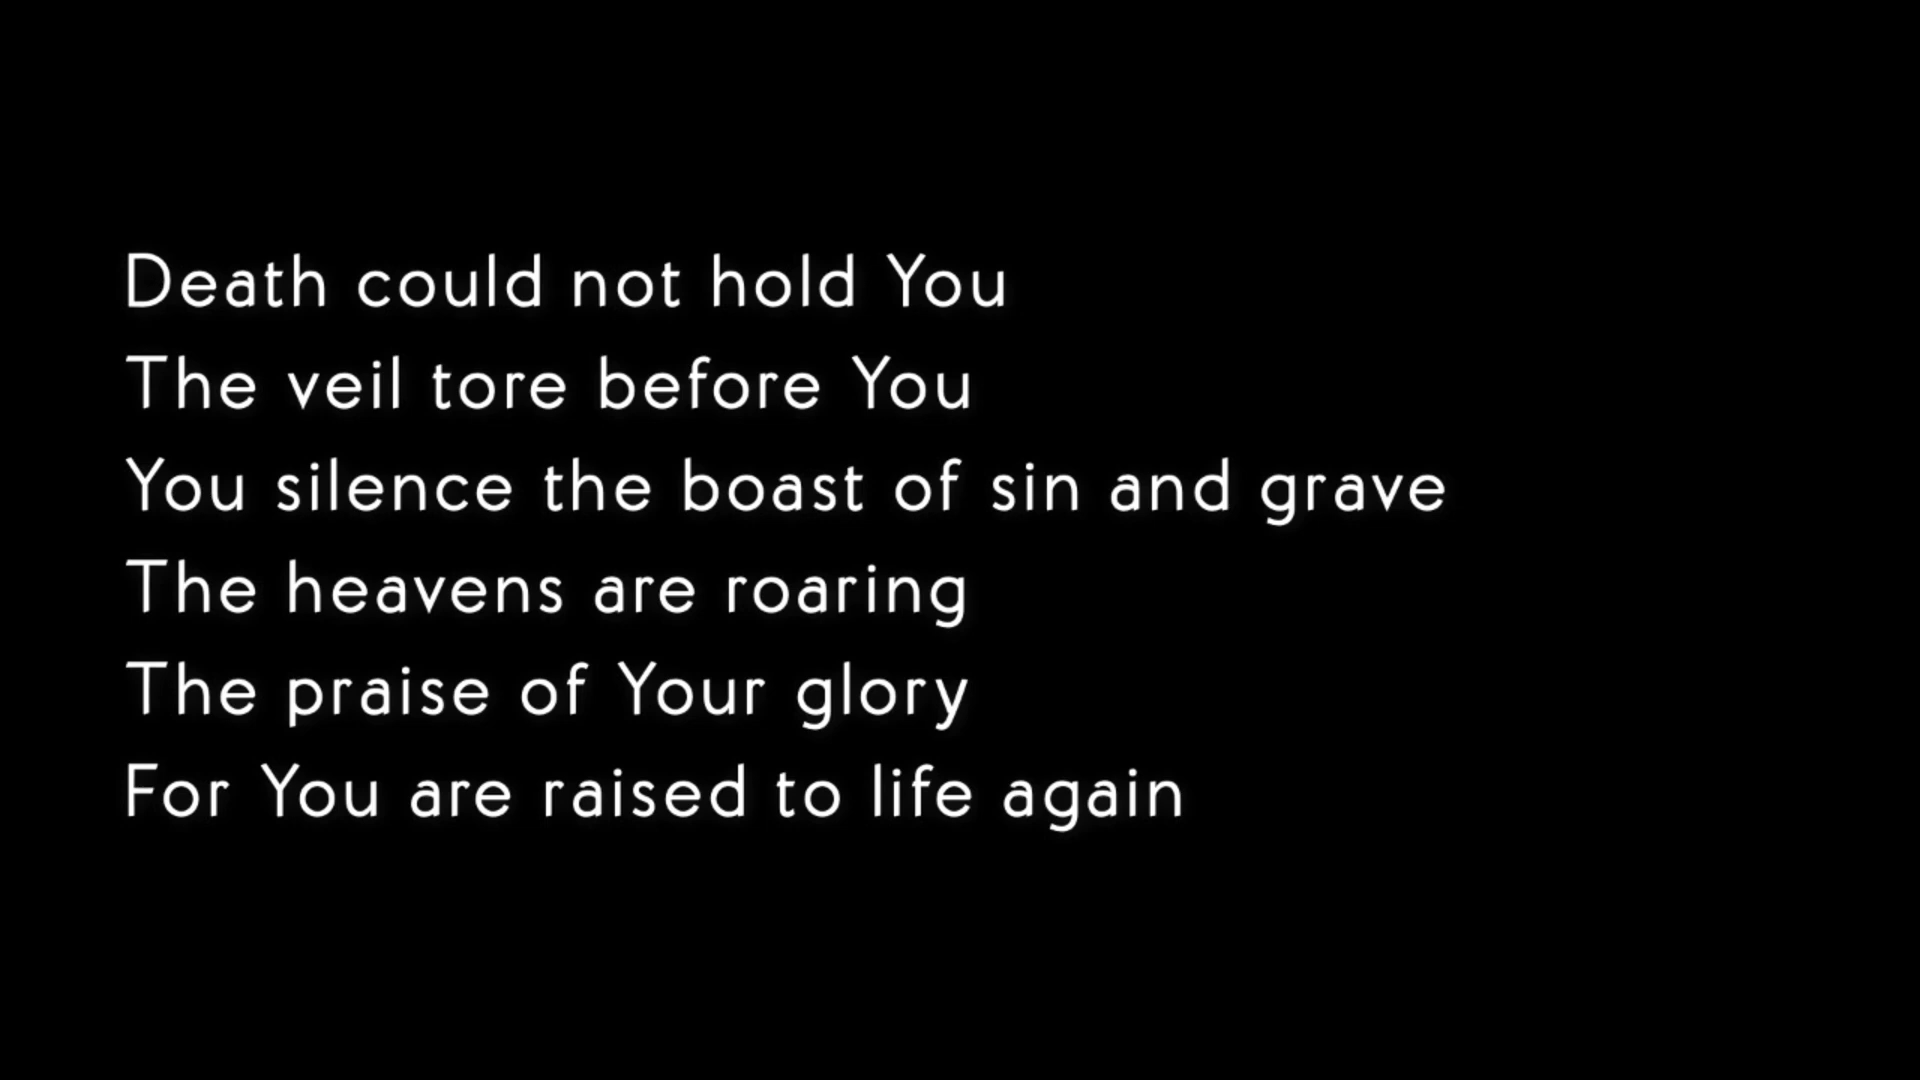 Death could not hold You
The veil tore before You
You silence the boast of sin and grave
The heavens are roaring
The praise of Your glory
For You are raised to life again